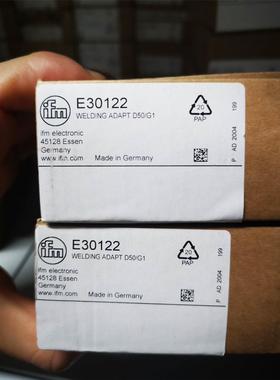 ifm
E30122
WELDING ADAPT D50/G1
ifm electronic
45128 Essen
Germany
www.ifm.com Made in Germany
20
PAP
199
P AD 2004
ifm
E30122
WELDING ADAPT D50/G1
ifm electronic
45128 Essen
Germany
www.ifm.com Made in Germany
20
PAP
199
P AD 2004